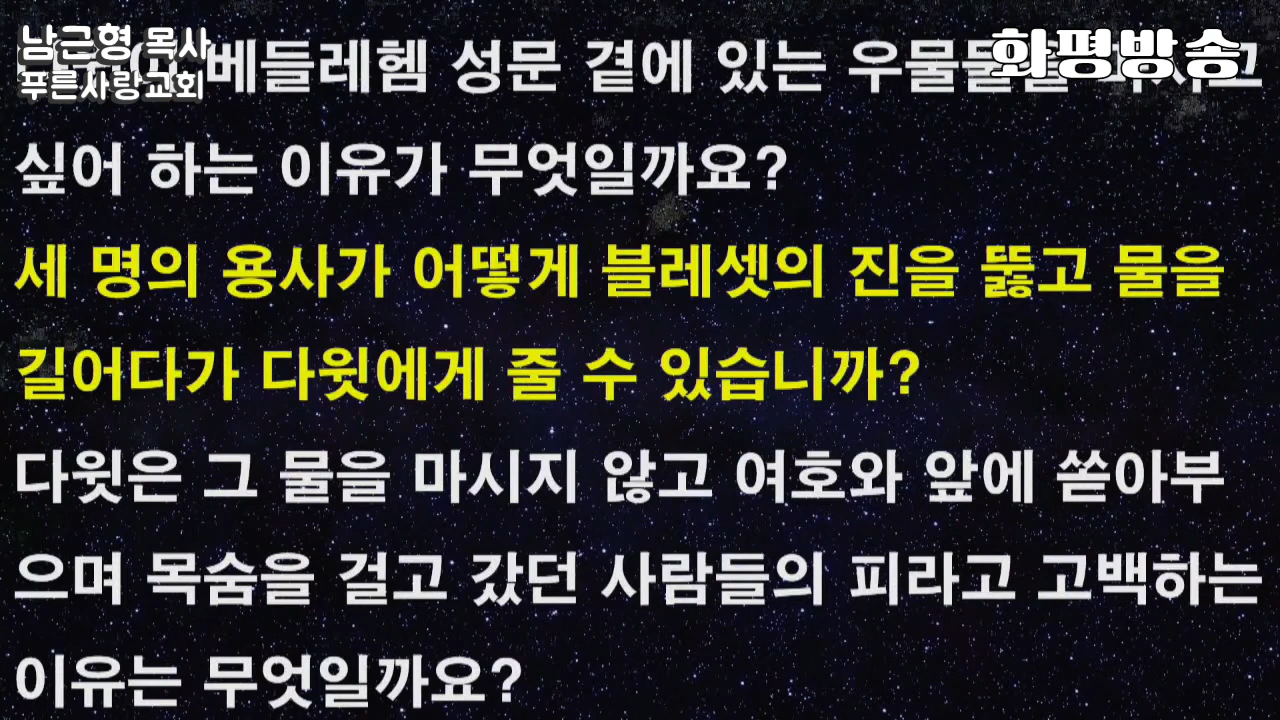 남근형 목사
푸른사랑교회
화평방송
베들레헴 성문 곁에 있는 우물물을
싶어 하는 이유가 무엇일까요?
세 명의 용사가 어떻게 블레셋의 진을 뚫고 물을
길어다가 다윗에게 줄 수 있습니까?
다윗은 그 물을 마시지 않고 여호와 앞에 쏟아부
으며 목숨을 걸고 갔던 사람들의 피라고 고백하는
이유는 무엇일까요?